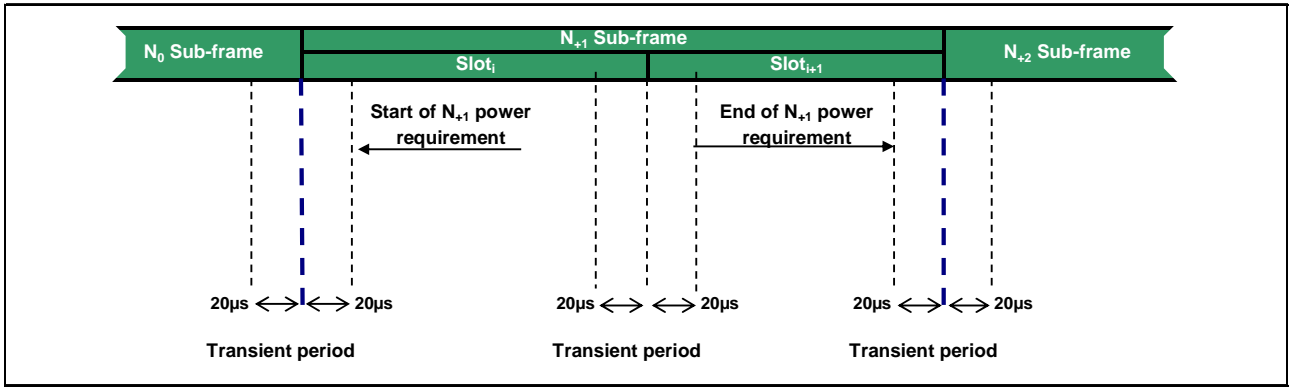 N0 Sub-frame
N+1 Sub-frame
N+2 Sub-frame
Sloti
Sloti+1
Start of N+1 power
requirement
End of N+1 power
requirement
20µs
20µs
20µs
20µs
20µs
20µs
Transient period
Transient period
Transient period